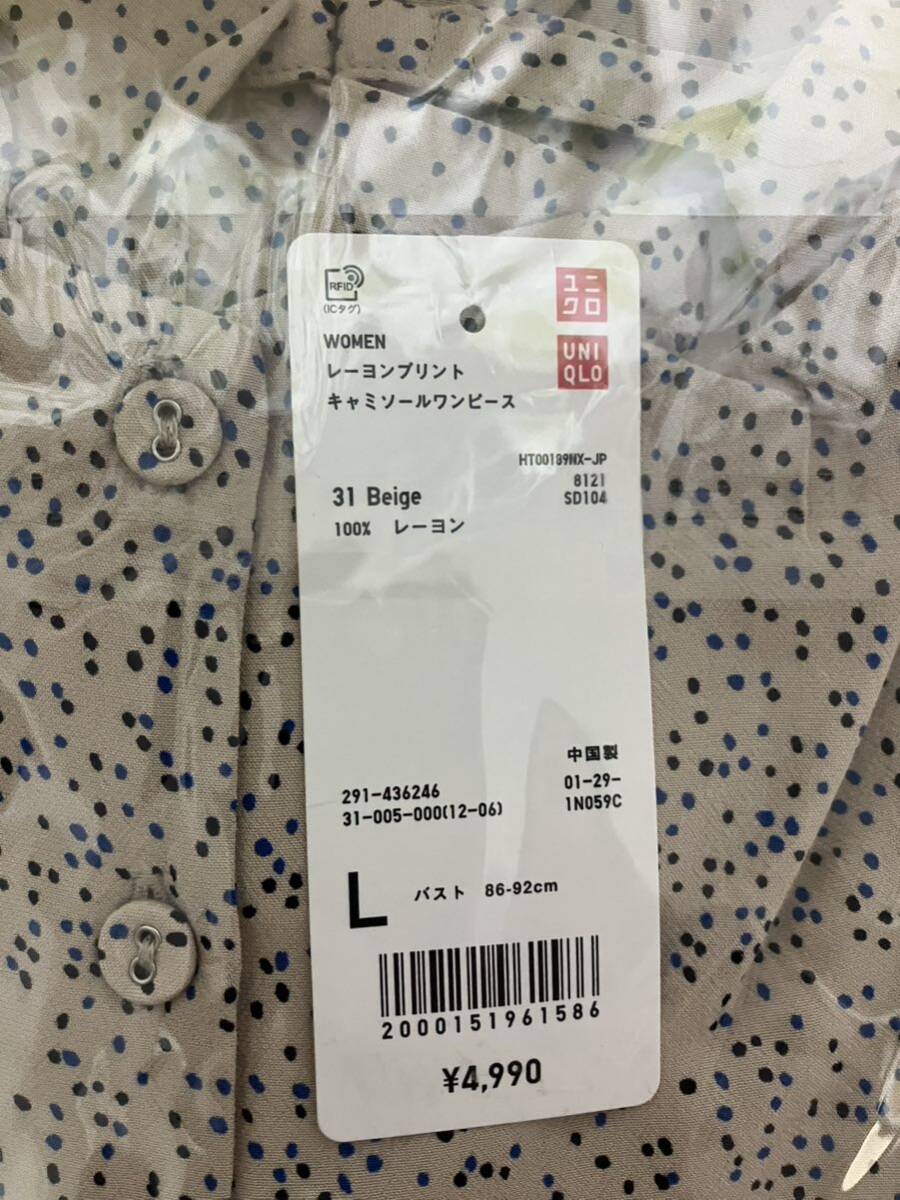 RFID
(ICタグ)
ユニ
クロ
UNI
QLO
WOMEN
レーヨンプリント
キャミソールワンピース
HT00189NX-JP
8121
SD104
31 Beige
100% レーヨン
中国製
291-436246
01-29-
31-005-000(12-06)
1N059C
L バスト 86-92cm
2000151961586
¥4,990